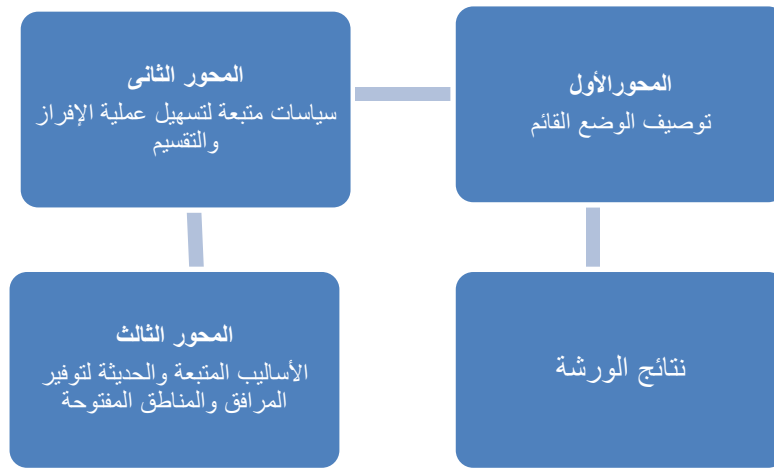 المحورالأول
توصيف الوضع القائم
المحور الثانى
سياسات متبعة لتسهيل عملية الإفراز
والتقسيم
المحور الثالث
الأساليب المتبعة والحديثة لتوفير
المرافق والمناطق المفتوحة
نتائج الورشة